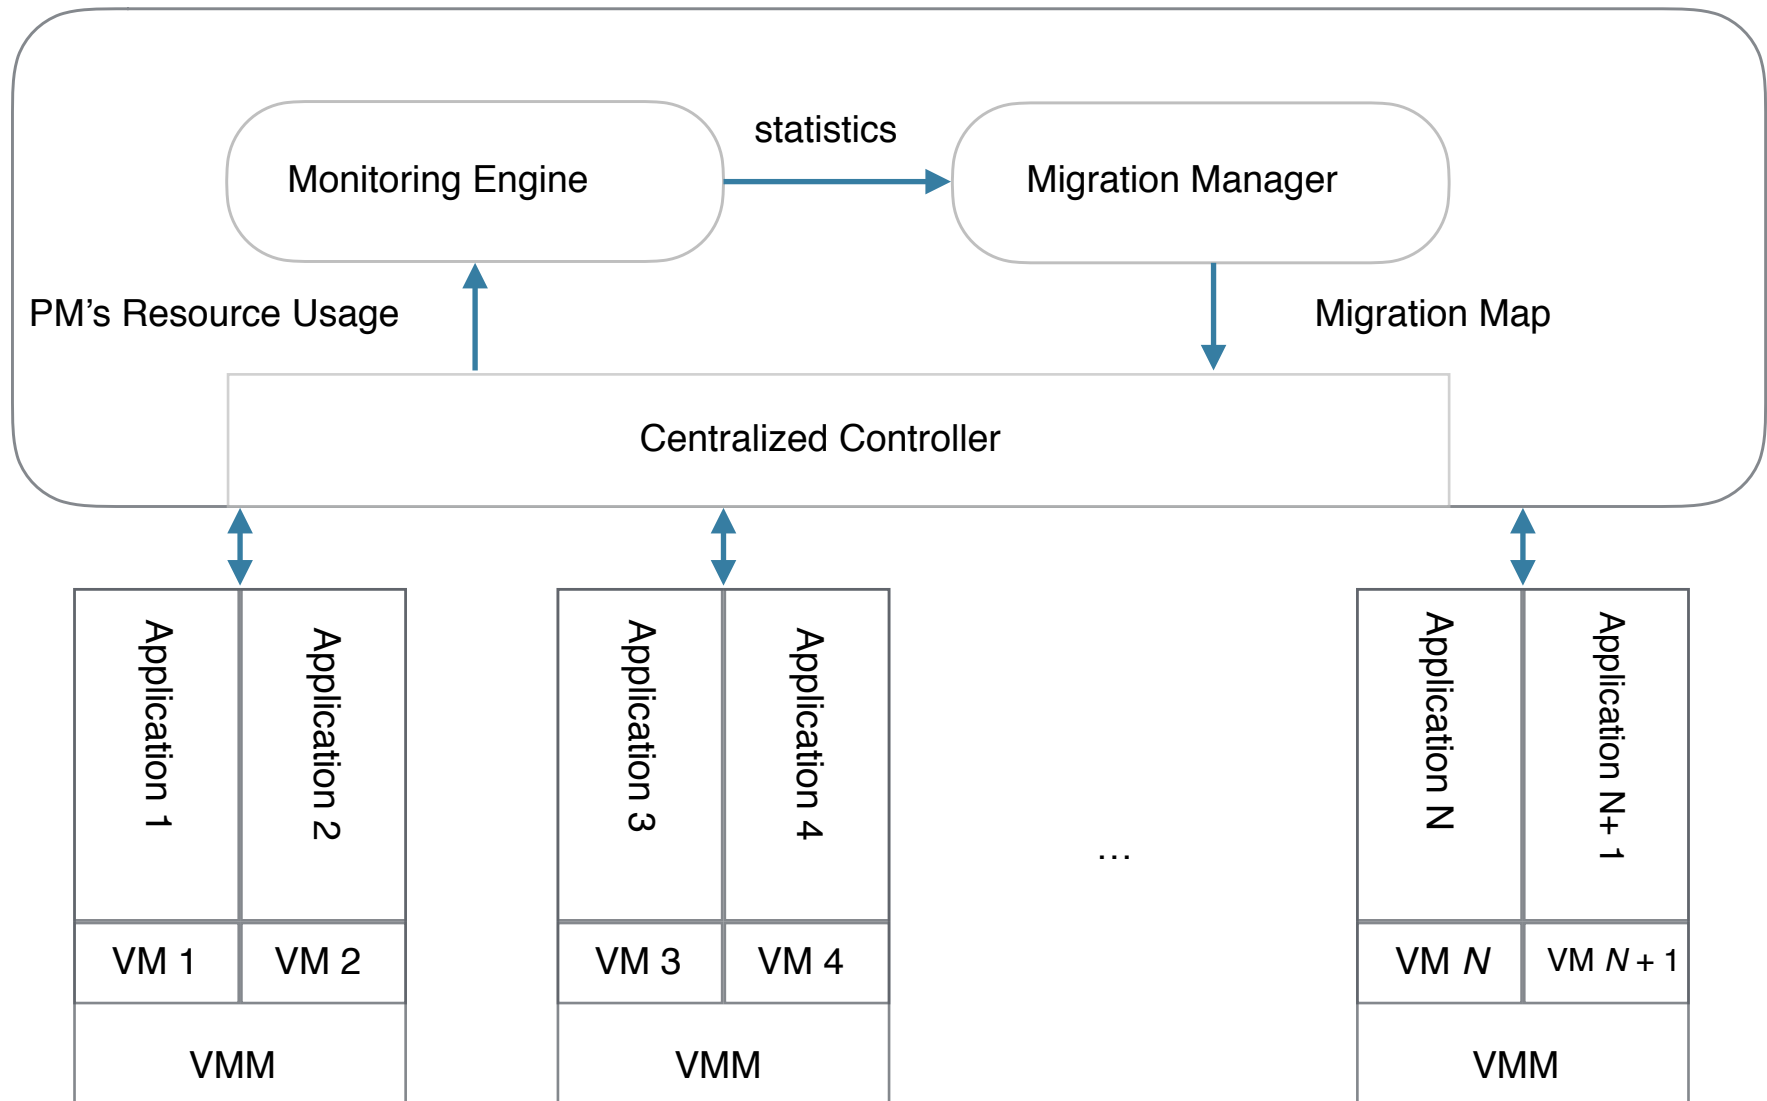 statistics
Monitoring Engine
Migration Manager
PM’s Resource Usage
Migration Map
Centralized Controller
Application 1
Application 2
Application 3
Application 4
Application N
Application N+ 1
...
VM 1
VM 2
VM 3
VM 4
VM N
VM N + 1
VMM
VMM
VMM